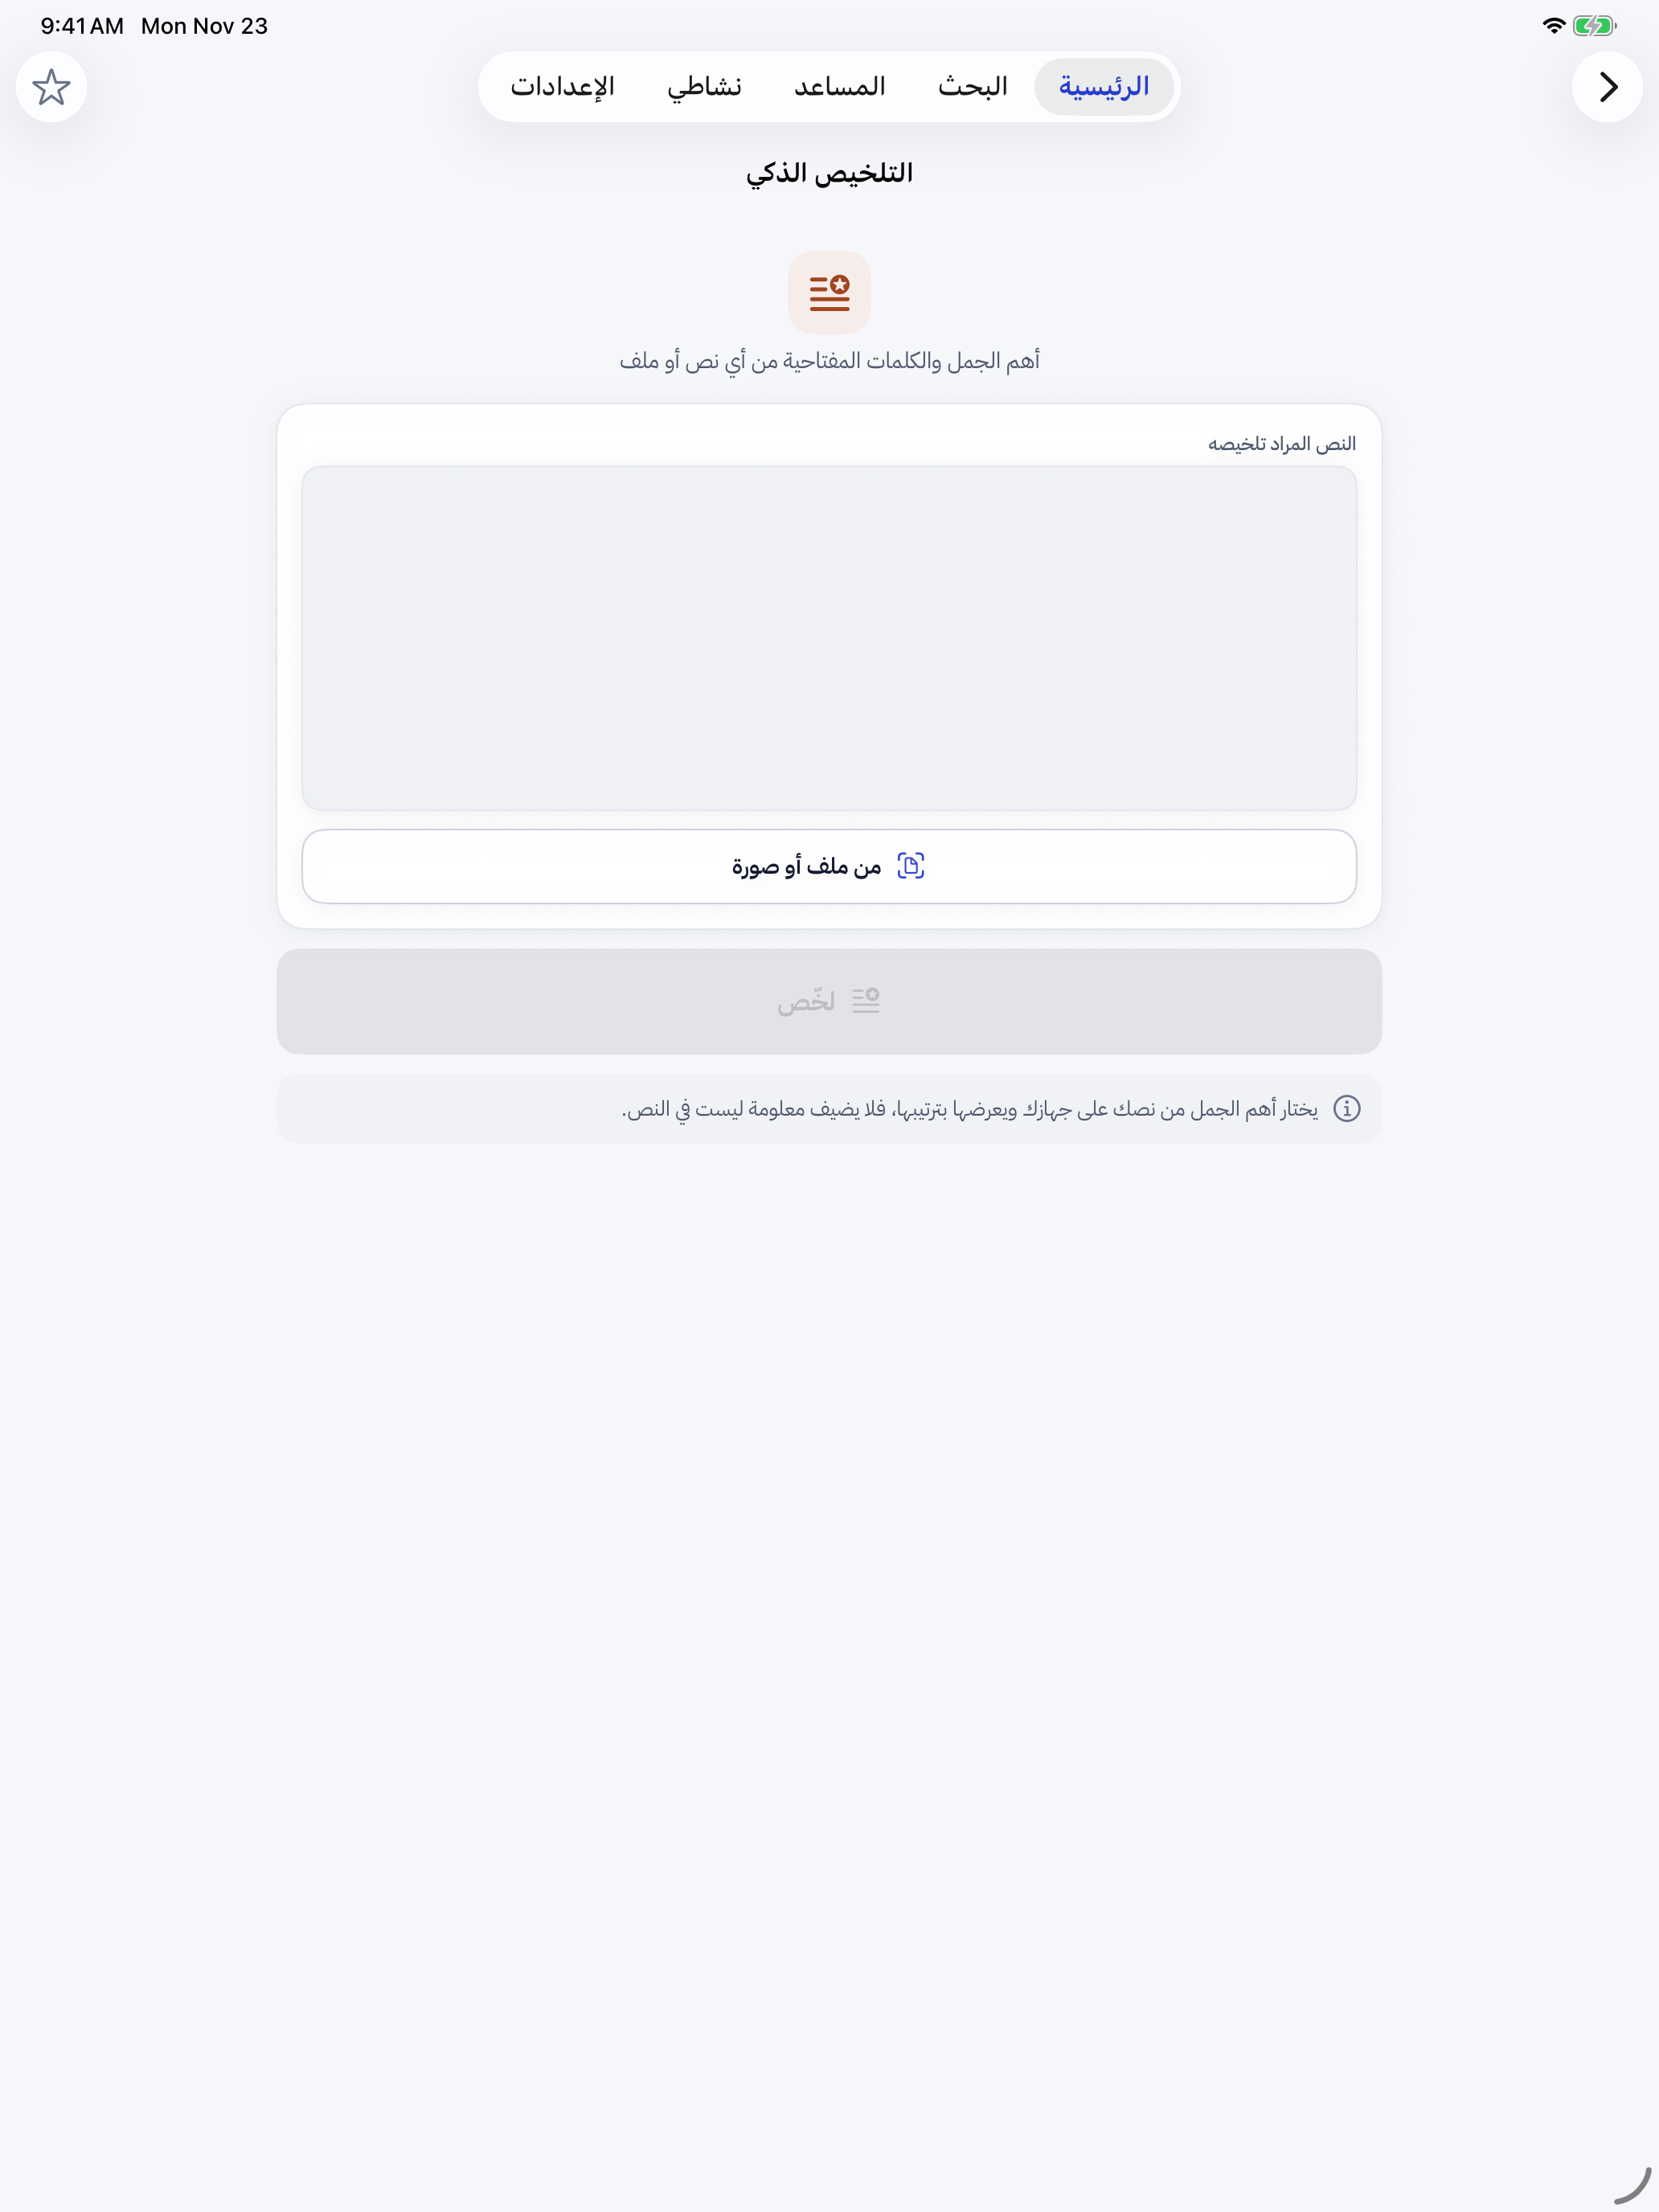 9:41 AM Mon Nov 23
الرئيسية البحث المساعد نشاطي الإعدادات
التلخيص الذكي
أهم الجمل والكلمات المفتاحية من أي نص أو ملف
النص المراد تلخيصه
من ملف أو صورة
لخّص
يختار أهم الجمل من نصك على جهازك ويعرضها بترتيبها، فلا يضيف معلومة ليست في النص.